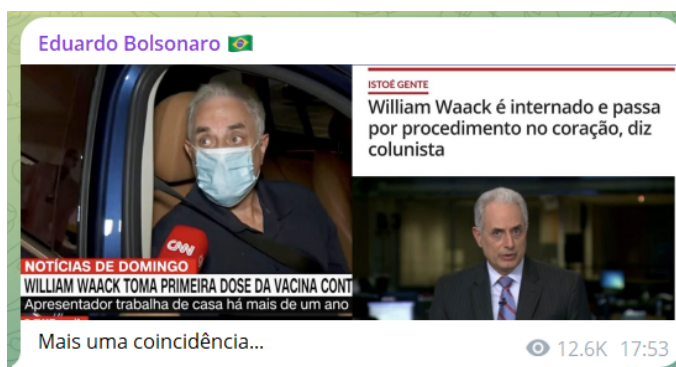 Eduardo Bolsonaro
CNN
NOTÍCIAS DE DOMINGO
WILLIAM WAACK TOMA PRIMEIRA DOSE DA VACINA CONT
Apresentador trabalha de casa há mais de um ano
ISTOÉ GENTE
William Waack é internado e passa
por procedimento no coração, diz
colunista
Mais uma coincidência...
12.6K 17:53